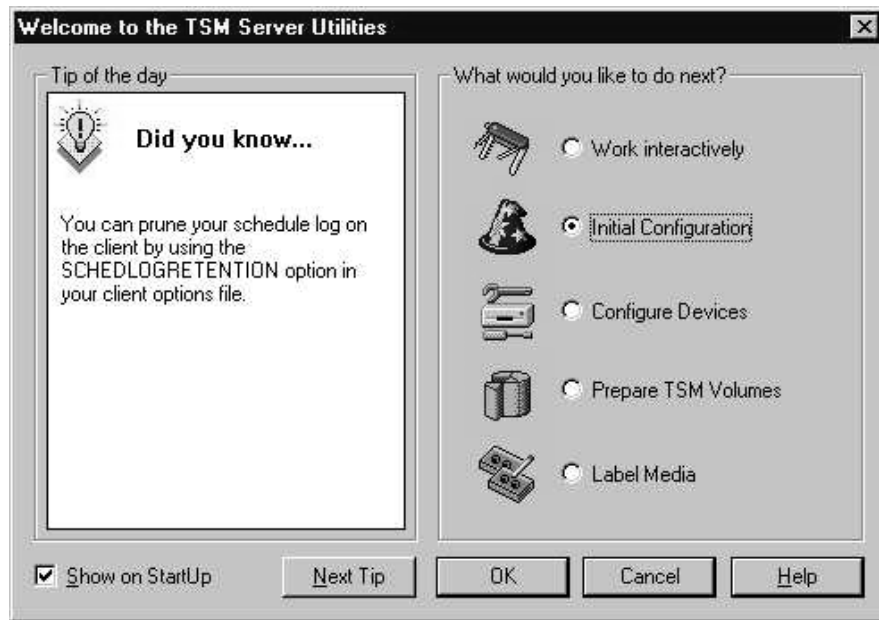 Welcome to the TSM Server Utilities
Tip of the day
Did you know...
You can prune your schedule log on
the client by using the
SCHEDLOGRETENTION option in
your client options file.
What would you like to do next?
Work interactively
Initial Configuration
Configure Devices
Prepare TSM Volumes
Label Media
Show on StartUp
Next Tip
OK
Cancel
Help